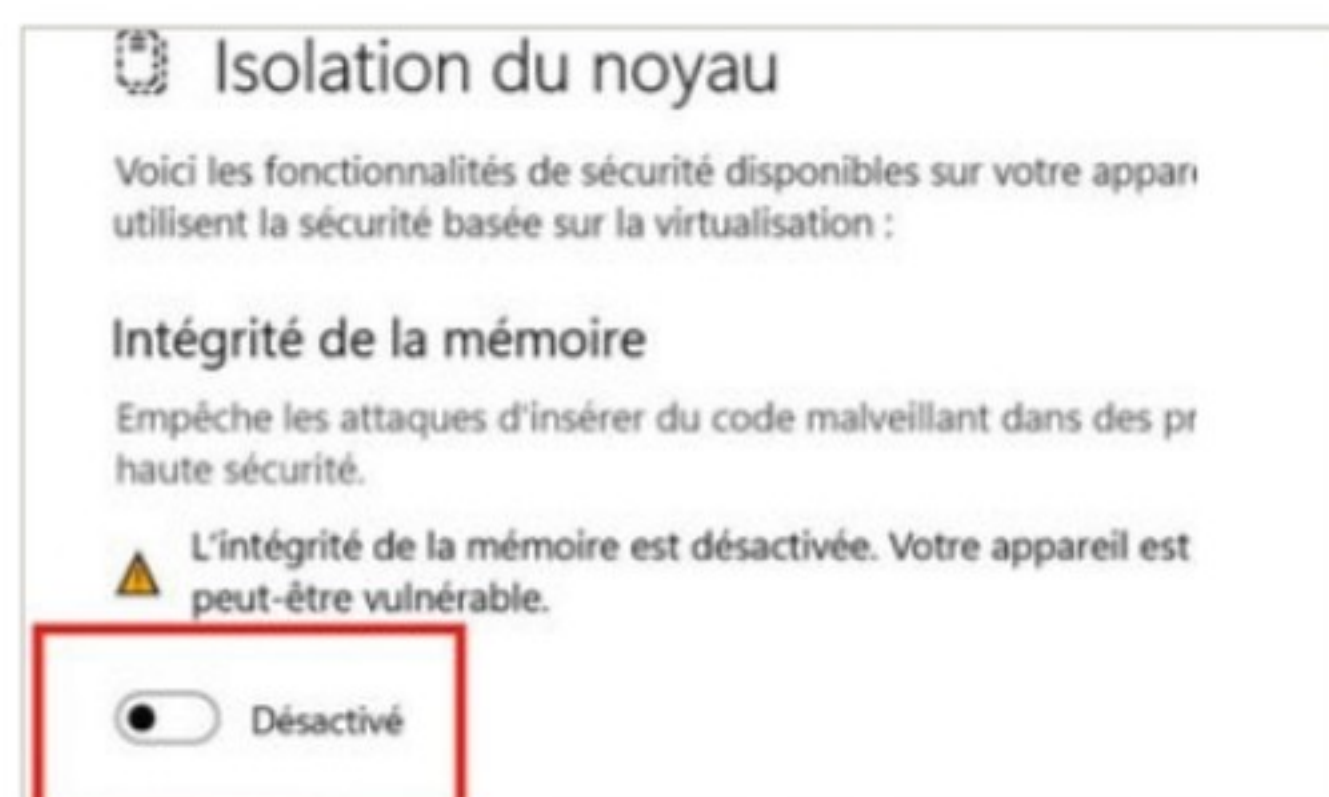 Isolation du noyau
Voici les fonctionnalités de sécurité disponibles sur votre
utilisent la sécurité basée sur la virtualisation :
Intégrité de la mémoire
Empêche les attaques d'insérer du code malveillant dans des
haute sécurité.
L'intégrité de la mémoire est désactivée. Votre appareil est
peut-être vulnérable.
Désactivé